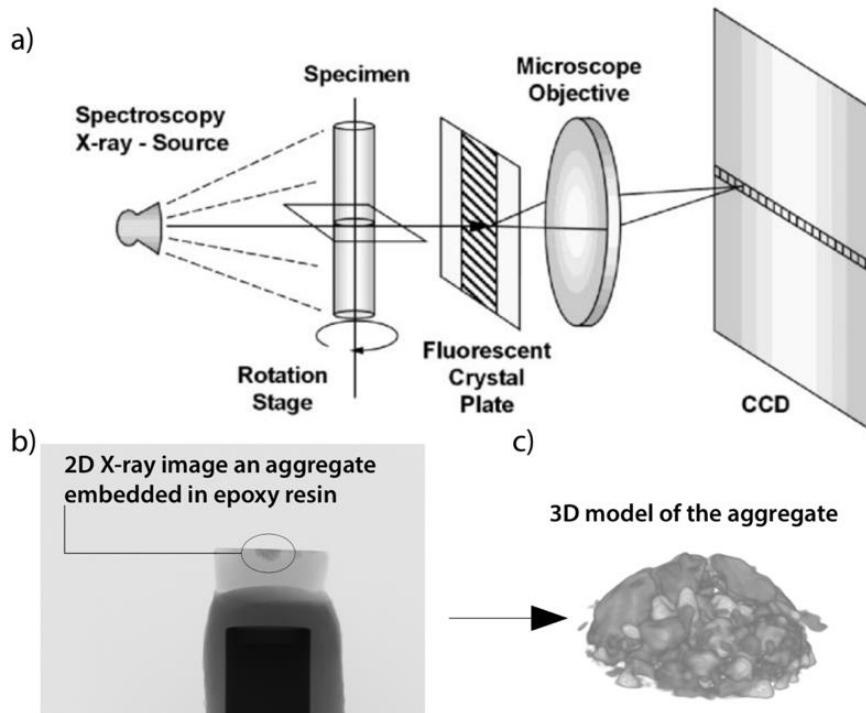 a)
Specimen
Microscope
Objective
Spectroscopy
X-ray - Source
Rotation
Stage
Fluorescent
Crystal
Plate
CCD
b)
2D X-ray image an aggregate
embedded in epoxy resin
c)
3D model of the aggregate